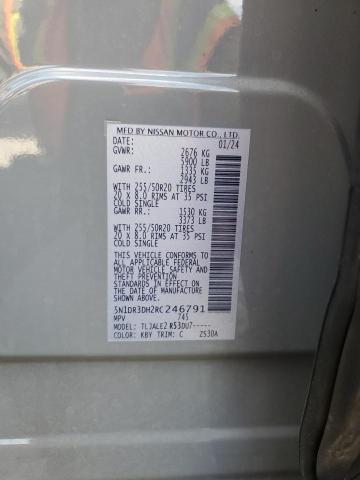 MFD BY NISSAN MOTOR CO., LTD.
DATE: 01/24
GVWR: 2676 KG
5900 LB
GAWR FR.: 1335 KG
2943 LB
WITH 255/50R20 TIRES
20 X 8.0 RIMS AT 35 PSI
COLD SINGLE
GAWR RR.: 1530 KG
3373 LB
WITH 255/50R20 TIRES
20 X 8.0 RIMS AT 35 PSI
COLD SINGLE
THIS VEHICLE CONFORMS TO ALL
APPLICABLE FEDERAL MOTOR
VEHICLE SAFETY AND THEFT
PREVENTION STANDARDS IN
EFFECT ON THE DATE OF
MANUFACTURE SHOWN ABOVE.
5N1DR3DH2RC246791
MPV 745
MODEL: TLJALE2 R53DU7-----
COLOR: KBY TRIM: C ZS30A